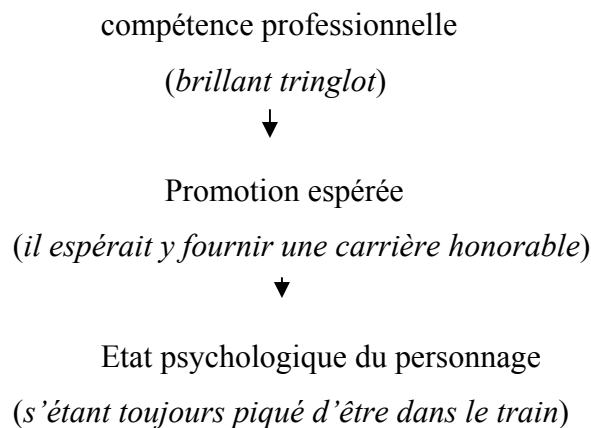 compétence professionnelle
(brillant tringlot)
Promotion espérée
(il espérait y fournir une carrière honorable)
Etat psychologique du personnage
(s’étant toujours piqué d’être dans le train)